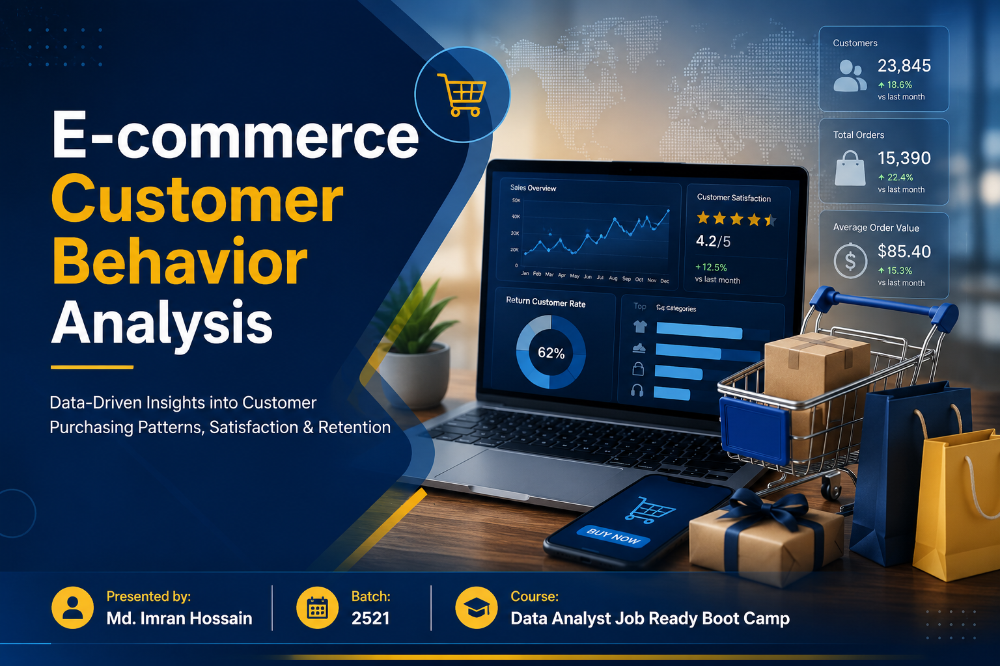 E-commerce
Customer
Behavior
Analysis
Data-Driven Insights into Customer
Purchasing Patterns, Satisfaction & Retention
Customers
23,845
18.6%
vs last month
Total Orders
15,390
22.4%
vs last month
Average Order Value
$85.40
15.3%
vs last month
Sales Overview
50K
40K
30K
20K
0
Jan Feb Mar Apr May Jun Jul Aug Sep Oct Nov Dec
Customer Satisfaction
4.2/5
+12.5%
vs last month
Return Customer Rate
62%
Top categories
BUY NOW
Presented by:
Md. Imran Hossain
Batch:
2521
Course:
Data Analyst Job Ready Boot Camp